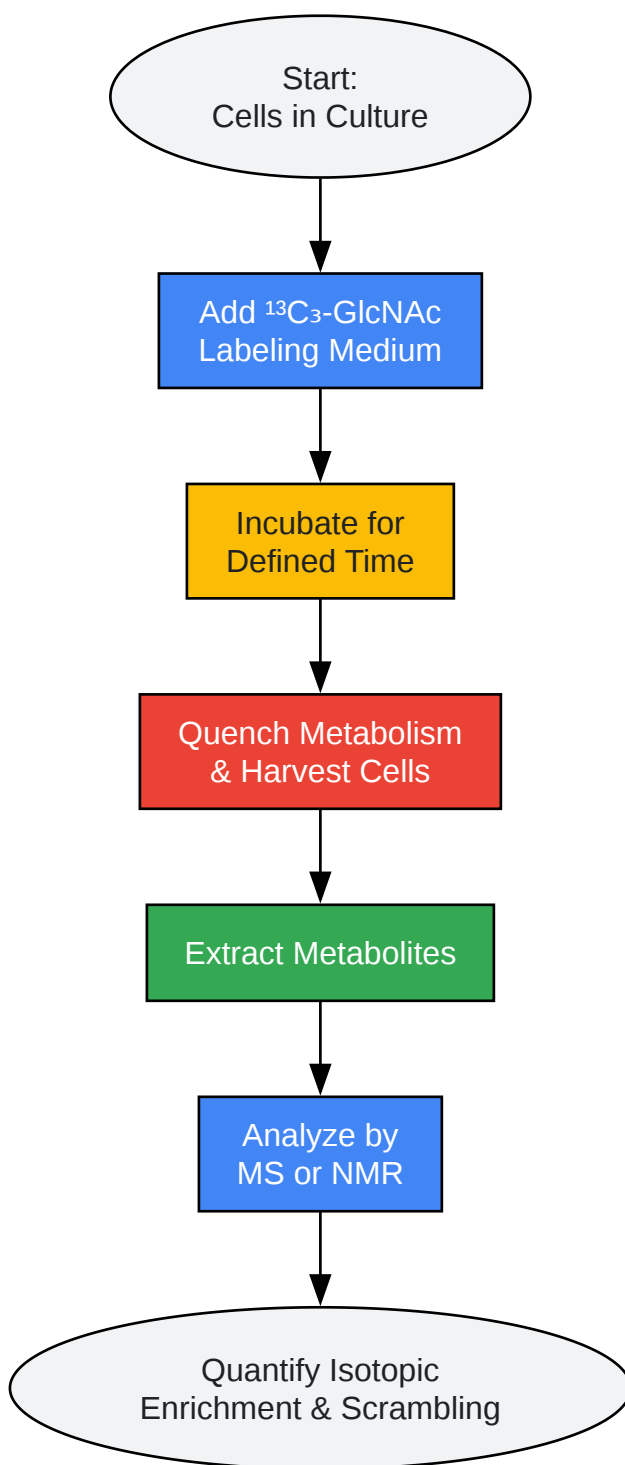 Start:
Cells in Culture
Add ¹³C₃-GlcNAc
Labeling Medium
Incubate for
Defined Time
Quench Metabolism
& Harvest Cells
Extract Metabolites
Analyze by
MS or NMR
Quantify Isotopic
Enrichment & Scrambling